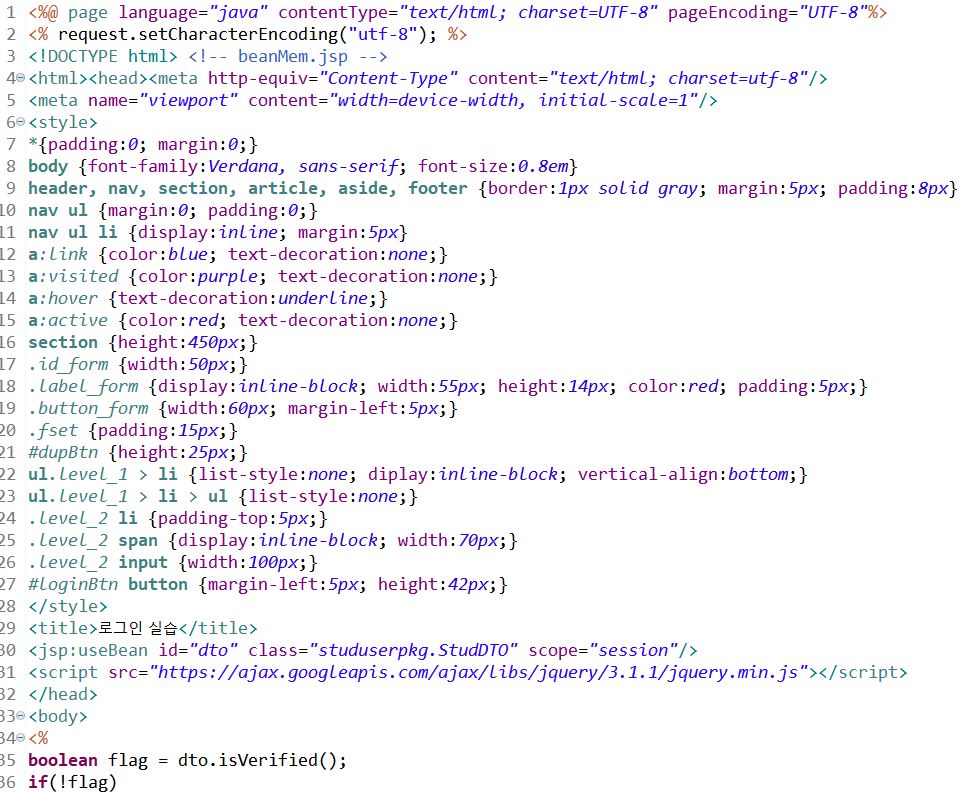 1 <%@ page language="java" contentType="text/html; charset=UTF-8" pageEncoding="UTF-8"%>
2 <% request.setCharacterEncoding("utf-8"); %>
3 <!DOCTYPE html> <!-- beanMem.jsp -->
4 <html><head><meta http-equiv="Content-Type" content="text/html; charset=utf-8"/>
5 <meta name="viewport" content="width=device-width, initial-scale=1"/>
6 <style>
7 *{padding:0; margin:0;}
8 body {font-family:Verdana, sans-serif; font-size:0.8em}
9 header, nav, section, article, aside, footer {border:1px solid gray; margin:5px; padding:8px}
10 nav ul {margin:0; padding:0;}
11 nav ul li {display:inline; margin:5px}
12 a:link {color:blue; text-decoration:none;}
13 a:visited {color:purple; text-decoration:none;}
14 a:hover {text-decoration:underline;}
15 a:active {color:red; text-decoration:none;}
16 section {height:450px;}
17 .id_form {width:50px;}
18 .label_form {display:inline-block; width:55px; height:14px; color:red; padding:5px;}
19 .button_form {width:60px; margin-left:5px;}
20 .fset {padding:15px;}
21 #dupBtn {height:25px;}
22 ul.level_1 > li {list-style:none; diplay:inline-block; vertical-align:bottom;}
23 ul.level_1 > li > ul {list-style:none;}
24 .level_2 li {padding-top:5px;}
25 .level_2 span {display:inline-block; width:70px;}
26 .level_2 input {width:100px;}
27 #loginBtn button {margin-left:5px; height:42px;}
28 </style>
29 <title>로그인 실습</title>
30 <jsp:useBean id="dto" class="studuserpkg.StudDTO" scope="session"/>
31 <script src="https://ajax.googleapis.com/ajax/libs/jquery/3.1.1/jquery.min.js"></script>
32 </head>
33 <body>
34 <%
35 boolean flag = dto.isVerified();
36 if(!flag)